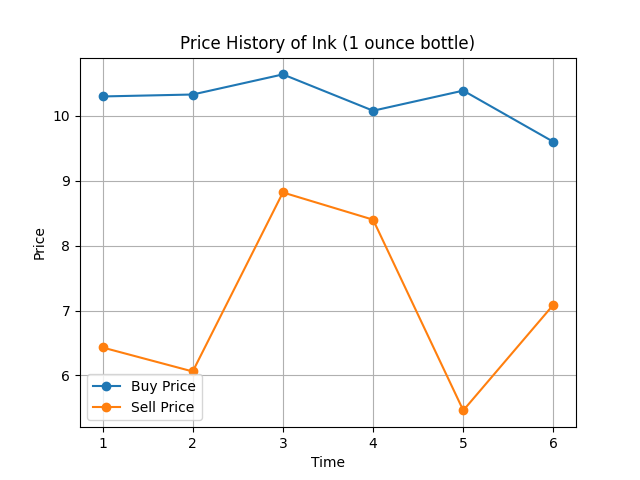 Price History of Ink (1 ounce bottle)
Price
10
9
8
7
6
Buy Price
Sell Price
1 2 3 4 5 6
Time